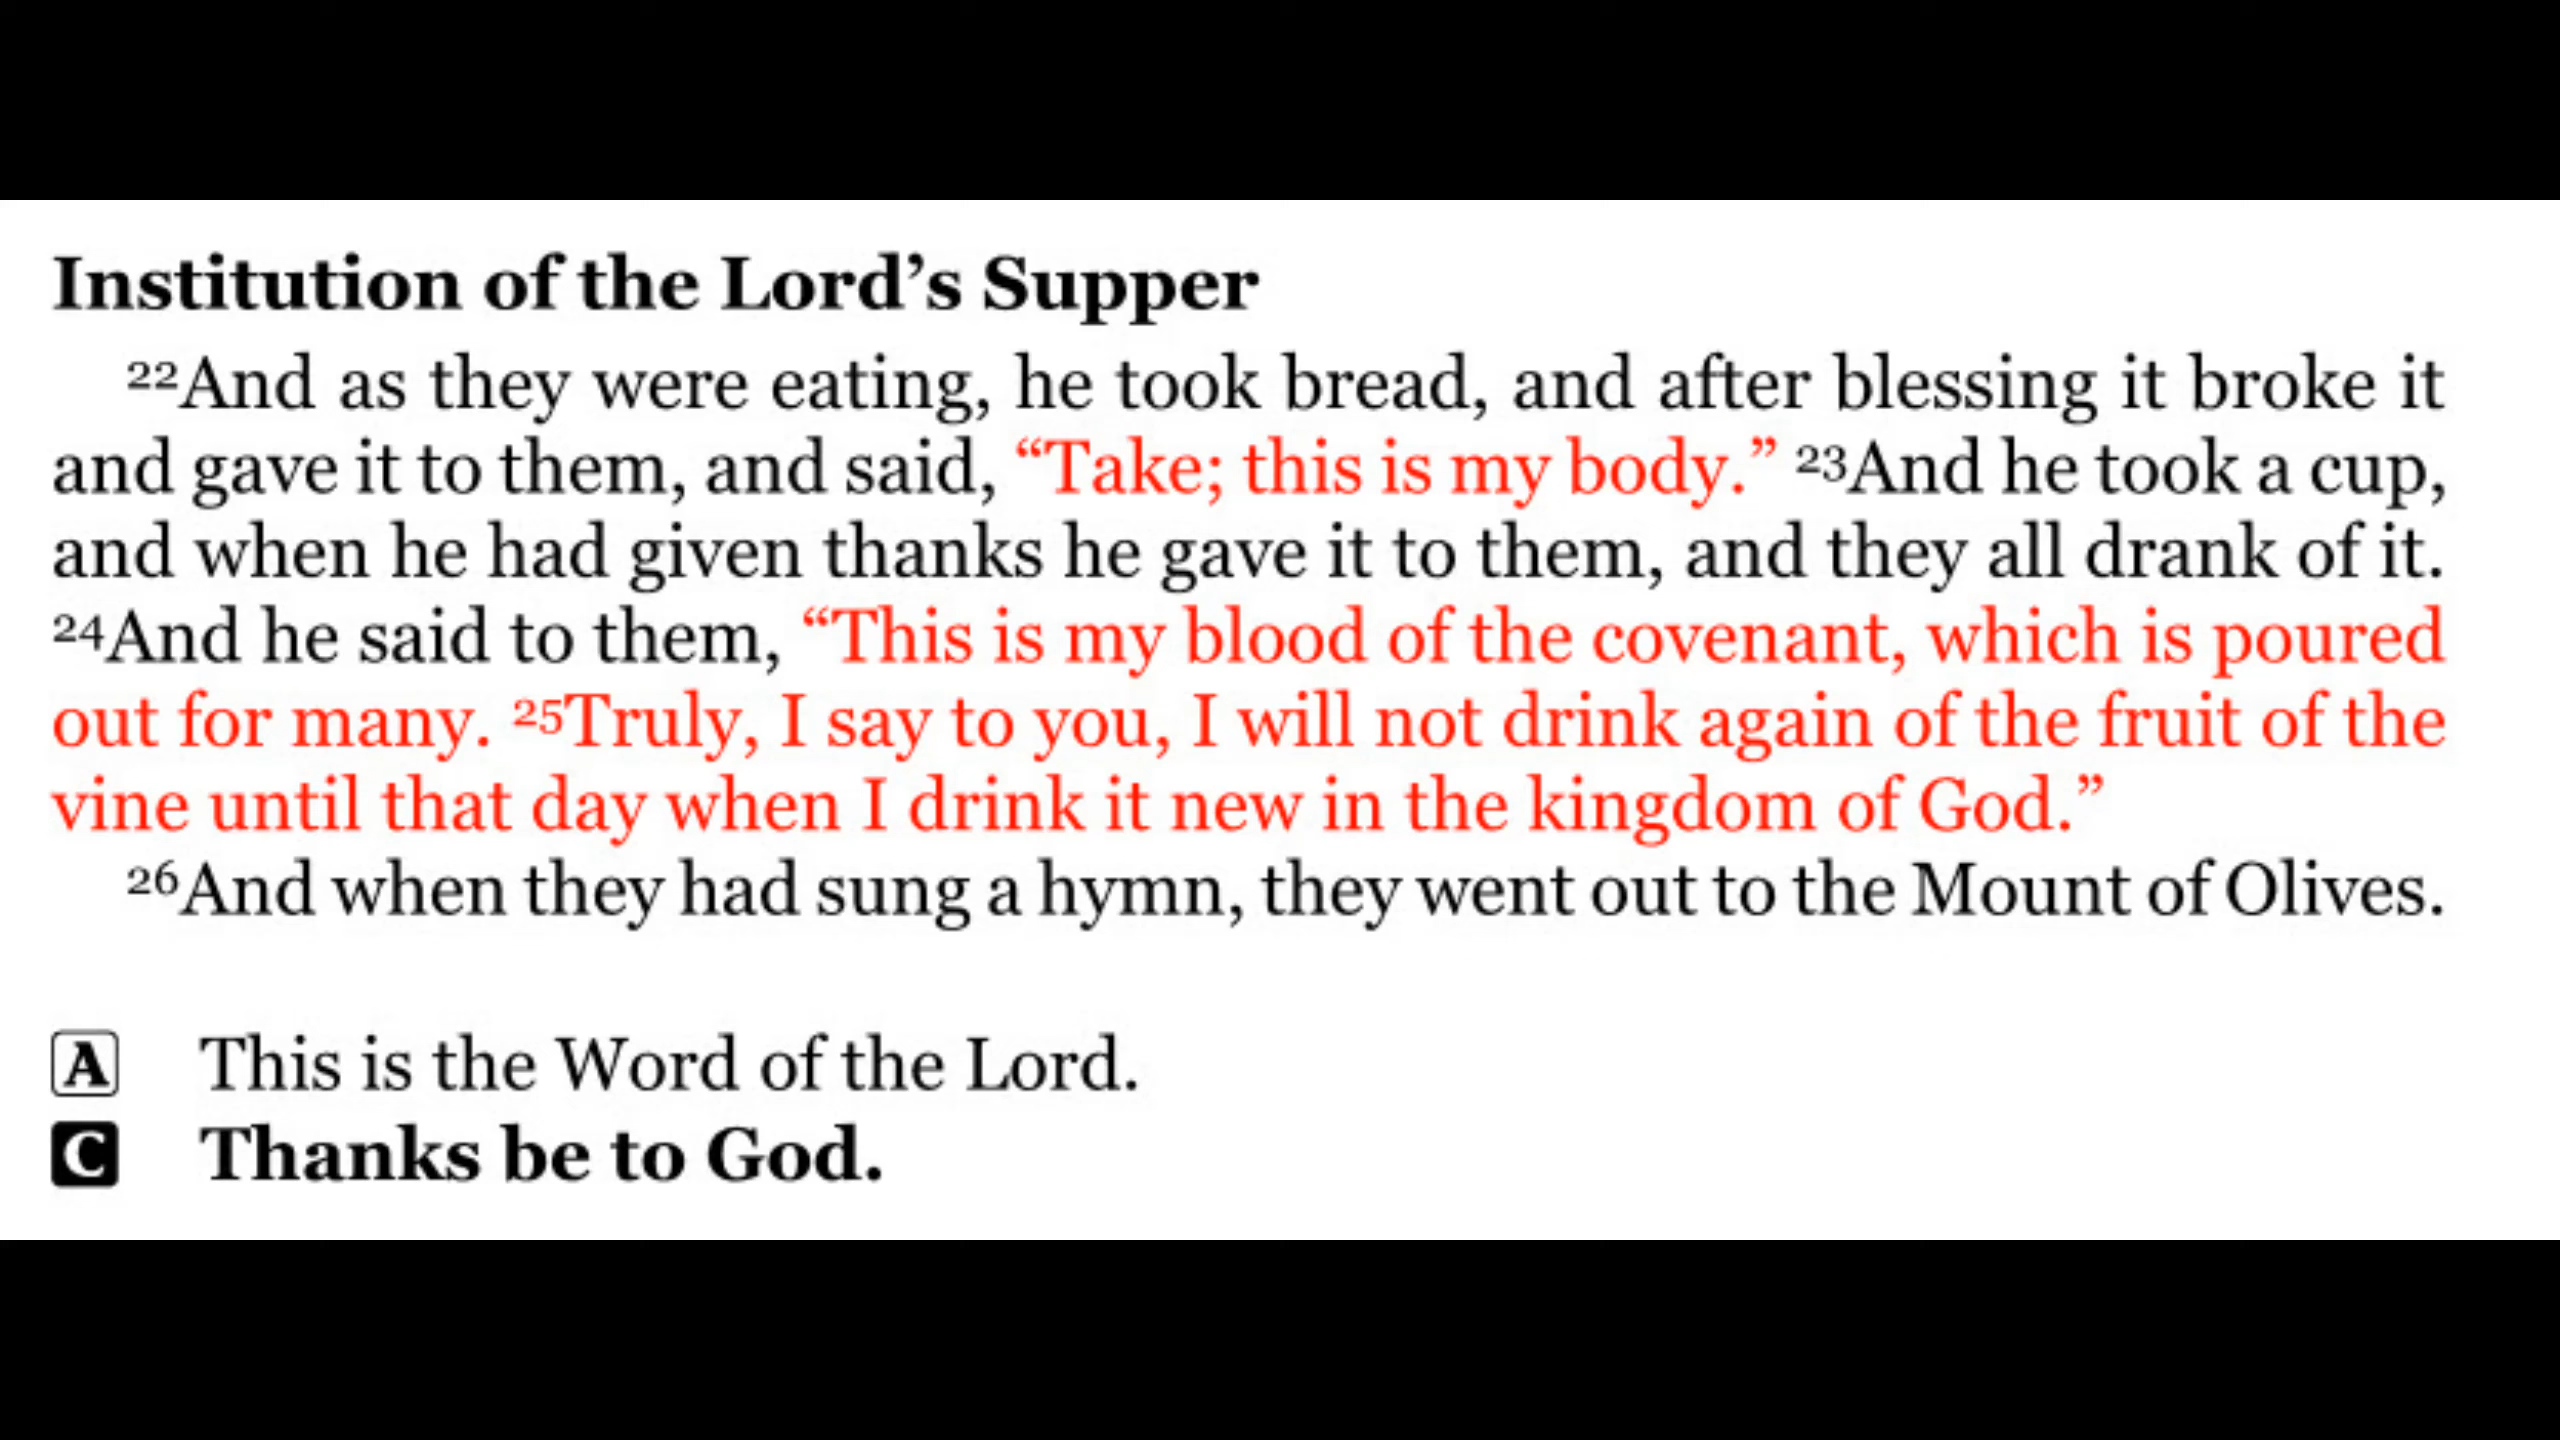 Institution of the Lord’s Supper
22And as they were eating, he took bread, and after blessing it broke it
and gave it to them, and said, “Take; this is my body.” 23And he took a cup,
and when he had given thanks he gave it to them, and they all drank of it.
24And he said to them, “This is my blood of the covenant, which is poured
out for many. 25Truly, I say to you, I will not drink again of the fruit of the
vine until that day when I drink it new in the kingdom of God.”
26And when they had sung a hymn, they went out to the Mount of Olives.
A This is the Word of the Lord.
C Thanks be to God.